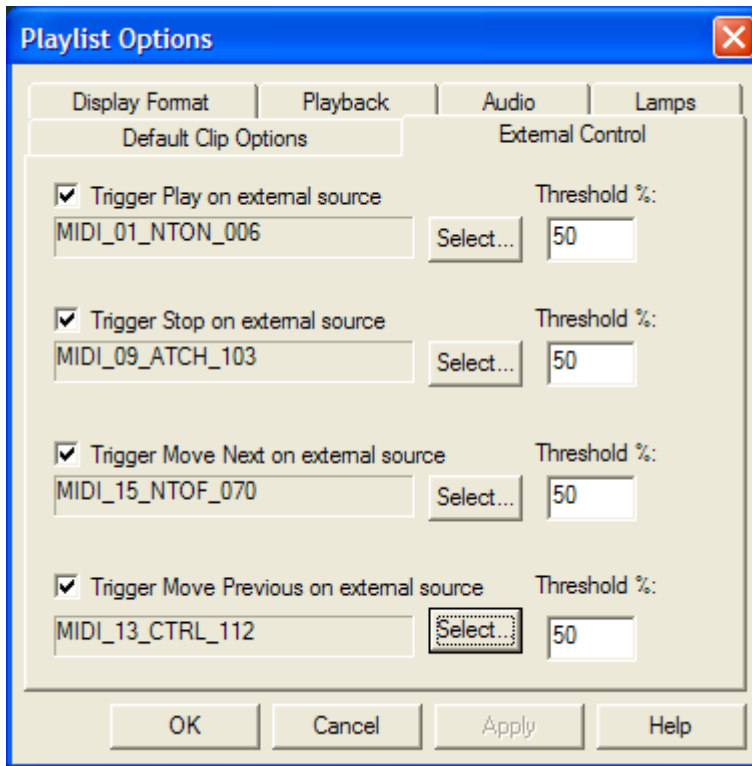 Playlist Options
Display Format Playback Audio Lamps
Default Clip Options External Control
Trigger Play on external source Threshold %:
MIDI_01_NTON_006 Select... 50
Trigger Stop on external source Threshold %:
MIDI_09_ATCH_103 Select... 50
Trigger Move Next on external source Threshold %:
MIDI_15_NTOF_070 Select... 50
Trigger Move Previous on external source Threshold %:
MIDI_13_CTRL_112 Select... 50
OK Cancel Apply Help